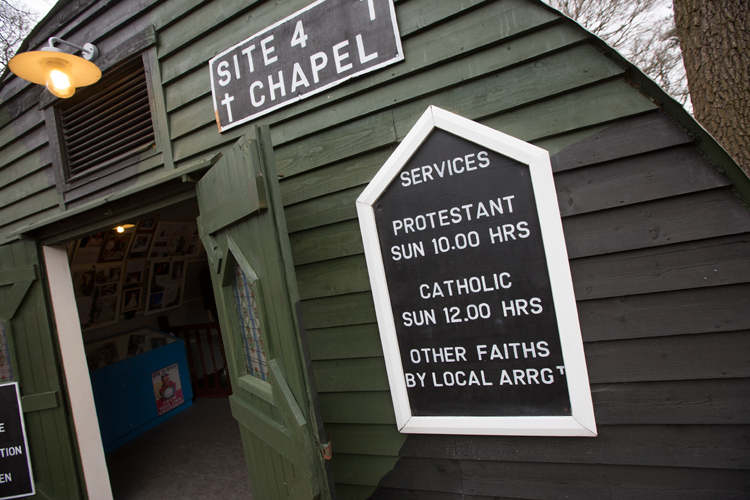 SITE 4
† CHAPEL †
SERVICES
PROTESTANT
SUN 10.00 HRS
CATHOLIC
SUN 12.00 HRS
OTHER FAITHS
BY LOCAL ARRGT